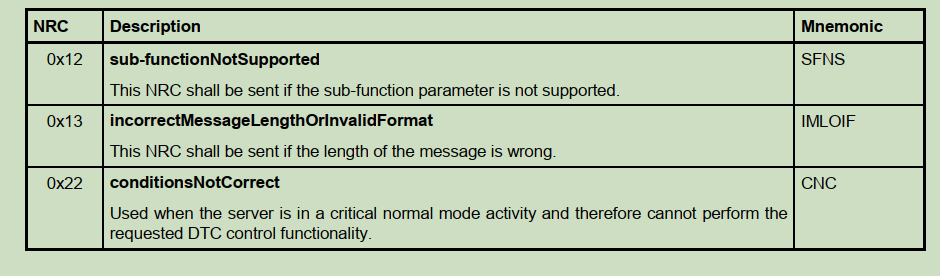 NRC Description Mnemonic
0x12 sub-functionNotSupported SFNS
This NRC shall be sent if the sub-function parameter is not supported.
0x13 incorrectMessageLengthOrInvalidFormat IMLOIF
This NRC shall be sent if the length of the message is wrong.
0x22 conditionsNotCorrect CNC
Used when the server is in a critical normal mode activity and therefore cannot perform the
requested DTC control functionality.